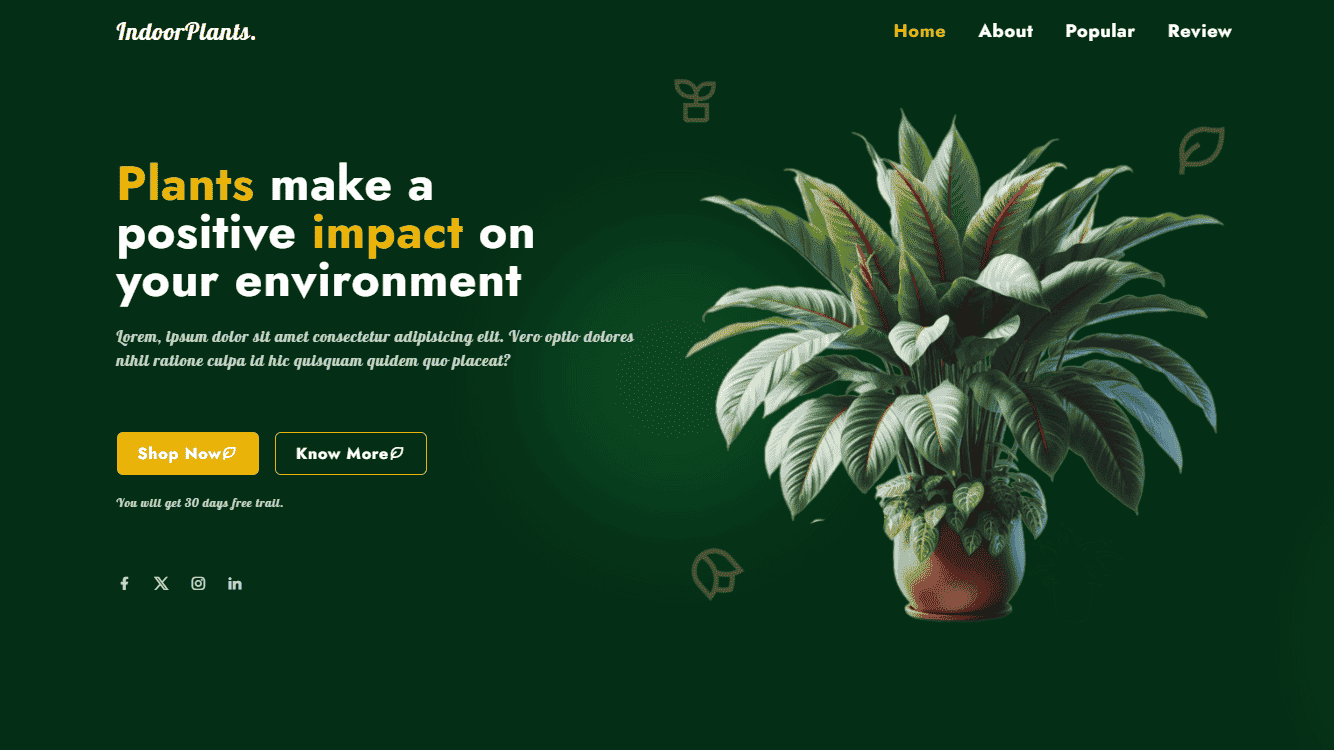 IndoorPlants.
Home About Popular Review
Plants make a
positive impact on
your environment
Lorem, ipsum dolor sit amet consectetur adipisicing elit. Vero optio dolores
nihil ratione culpa id hic quisquam quidem quo placeat?
Shop Now Know More
You will get 30 days free trail.